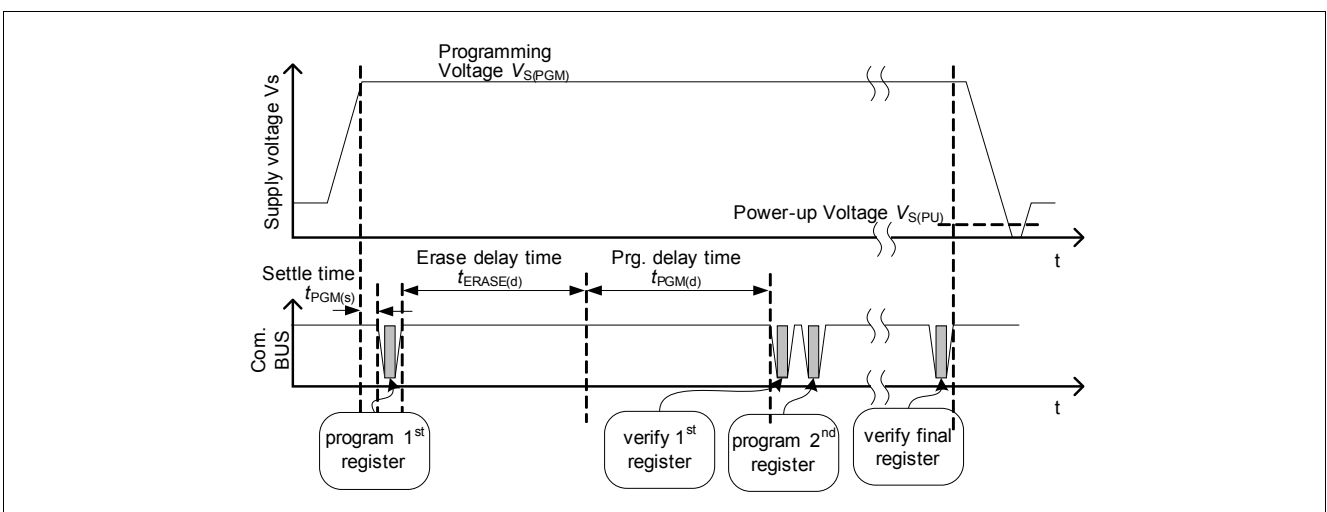 Programming
Voltage VS(PGM)
Supply voltage Vs
Power-up Voltage VS(PU)
t
Settle time
tPGM(s)
Erase delay time
tERASE(d)
Prg. delay time
tPGM(d)
Com.
BUS
t
program 1st
register
verify 1st
register
program 2nd
register
verify final
register